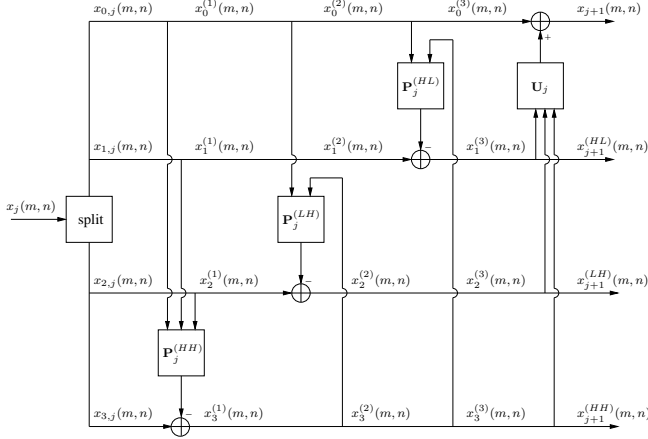 x_{0,j}(m,n) x_0^{(1)}(m,n) x_0^{(2)}(m,n) x_0^{(3)}(m,n) x_{j+1}(m,n)
+
P_j^{(HL)} U_j
x_{1,j}(m,n) x_1^{(1)}(m,n) x_1^{(2)}(m,n) − x_1^{(3)}(m,n) x_{j+1}^{(HL)}(m,n)
x_j(m,n) split P_j^{(LH)}
x_{2,j}(m,n) x_2^{(1)}(m,n) − x_2^{(2)}(m,n) x_2^{(3)}(m,n) x_{j+1}^{(LH)}(m,n)
P_j^{(HH)}
x_{3,j}(m,n) − x_3^{(1)}(m,n) x_3^{(2)}(m,n) x_3^{(3)}(m,n) x_{j+1}^{(HH)}(m,n)